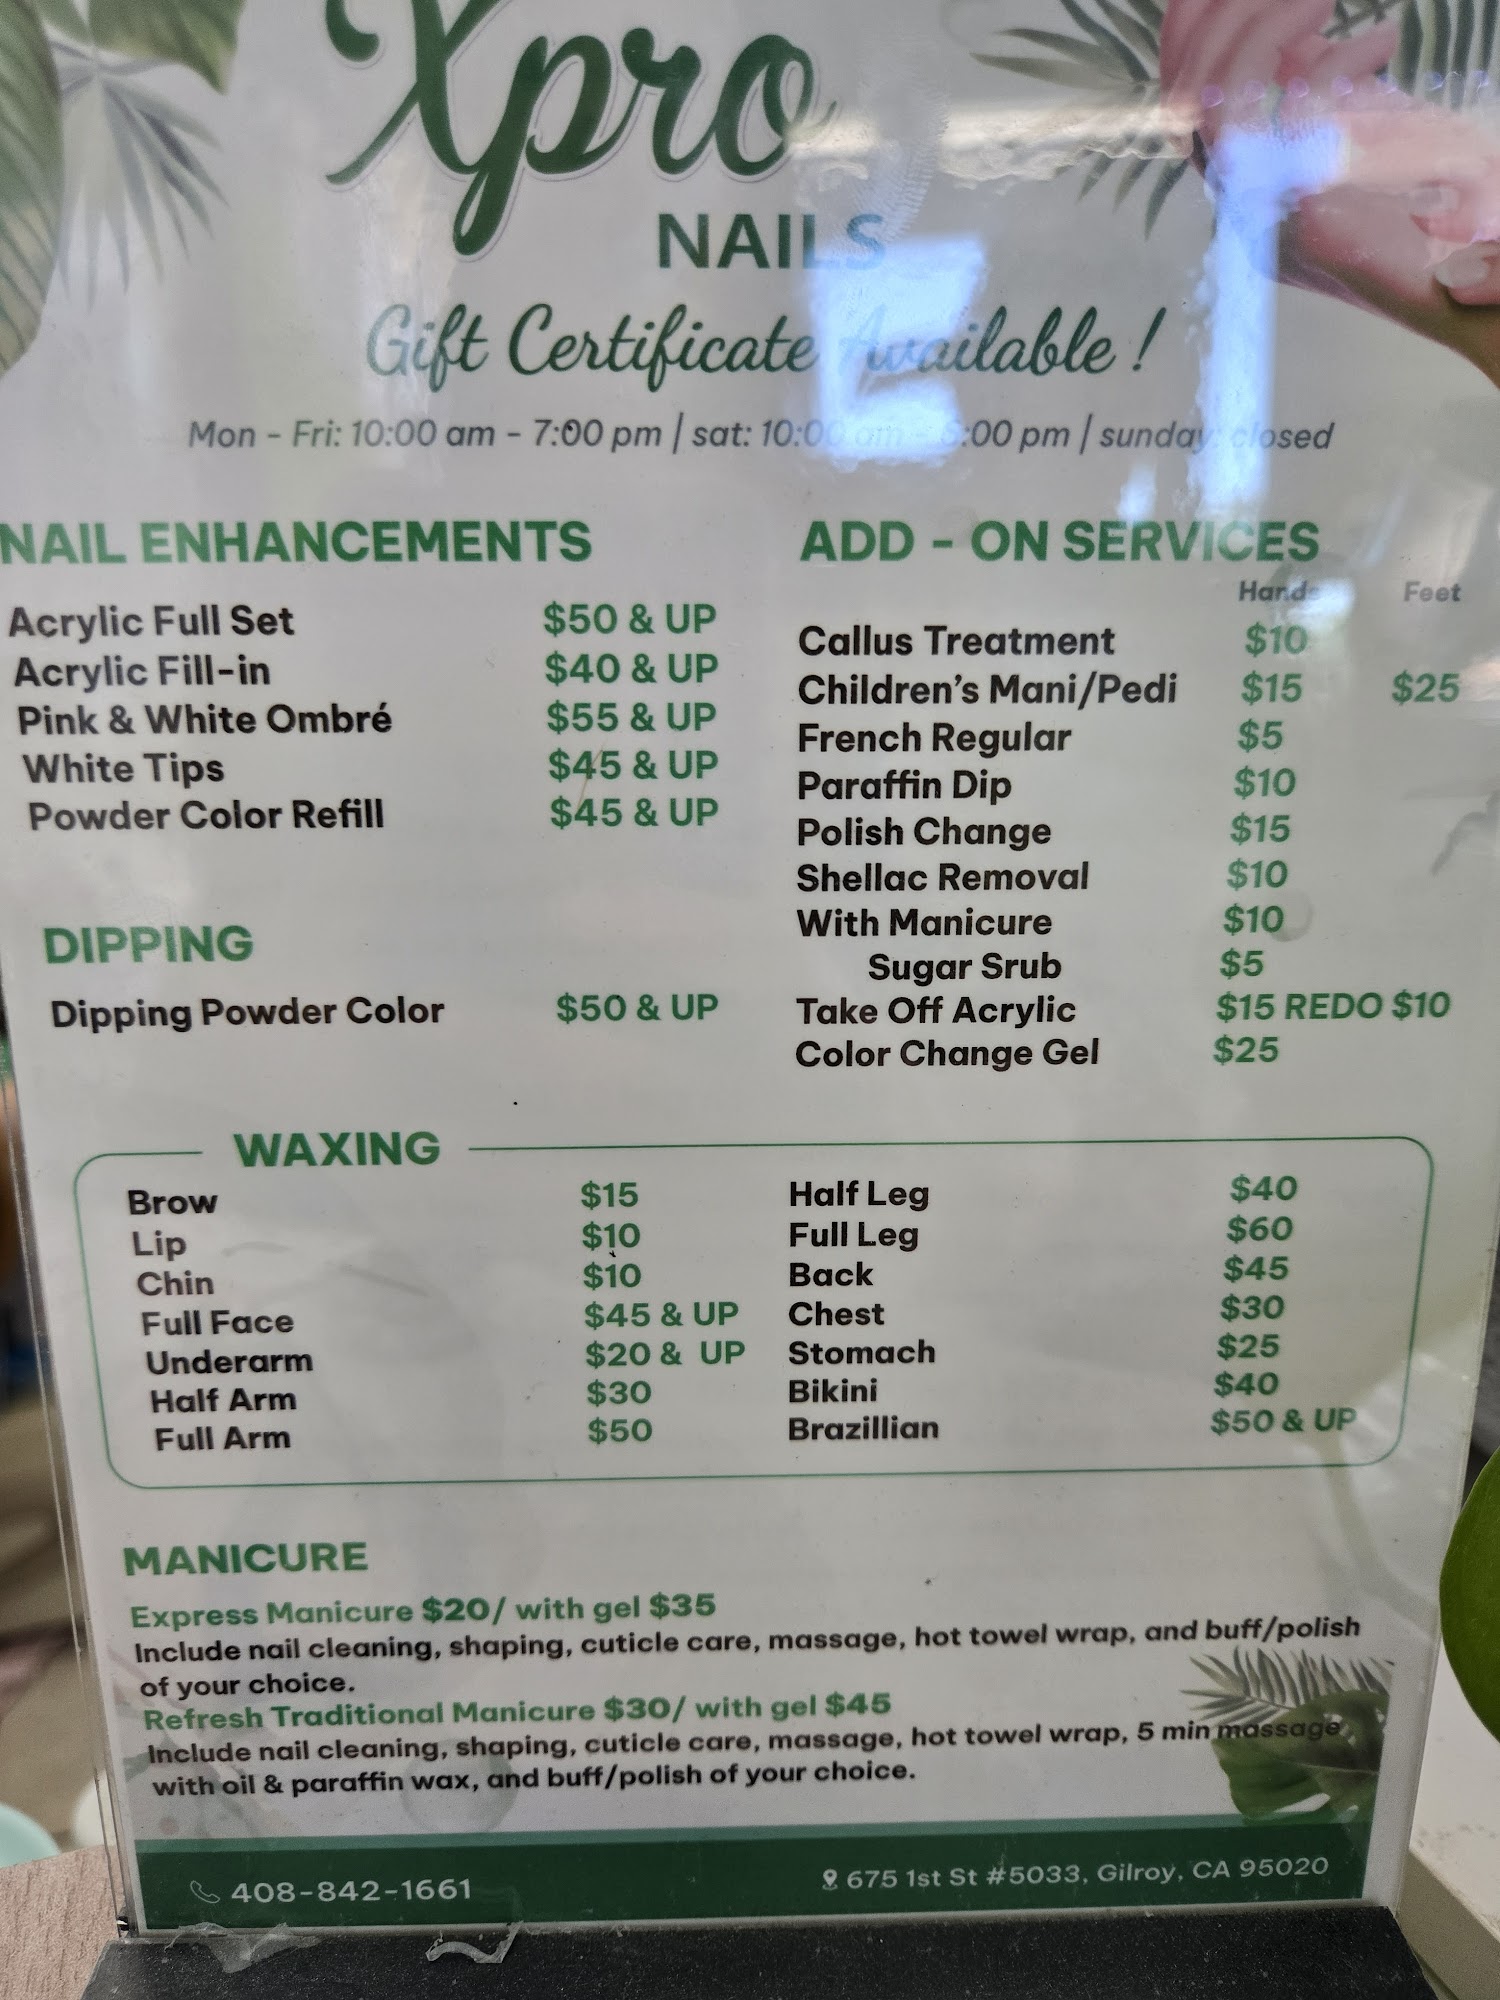 Xpro
NAILS
Gift Certificate Available !
Mon - Fri: 10:00 am - 7:00 pm | sat: 10:00 am - 6:00 pm | sunday: closed
NAIL ENHANCEMENTS
Acrylic Full Set $50 & UP
Acrylic Fill-in $40 & UP
Pink & White Ombré $55 & UP
White Tips $45 & UP
Powder Color Refill $45 & UP
DIPPING
Dipping Powder Color $50 & UP
ADD - ON SERVICES
Hands Feet
Callus Treatment $10
Children's Mani/Pedi $15 $25
French Regular $5
Paraffin Dip $10
Polish Change $15
Shellac Removal $10
With Manicure $10
Sugar Srub $5
Take Off Acrylic $15 REDO $10
Color Change Gel $25
WAXING
Brow $15
Lip $10
Chin $10
Full Face $45 & UP
Underarm $20 & UP
Half Arm $30
Full Arm $50
Half Leg $40
Full Leg $60
Back $45
Chest $30
Stomach $25
Bikini $40
Brazillian $50 & UP
MANICURE
Express Manicure $20/ with gel $35
Include nail cleaning, shaping, cuticle care, massage, hot towel wrap, and buff/polish
of your choice.
Refresh Traditional Manicure $30/ with gel $45
Include nail cleaning, shaping, cuticle care, massage, hot towel wrap, 5 min massage
with oil & paraffin wax, and buff/polish of your choice.
408-842-1661
675 1st St #5033, Gilroy, CA 95020